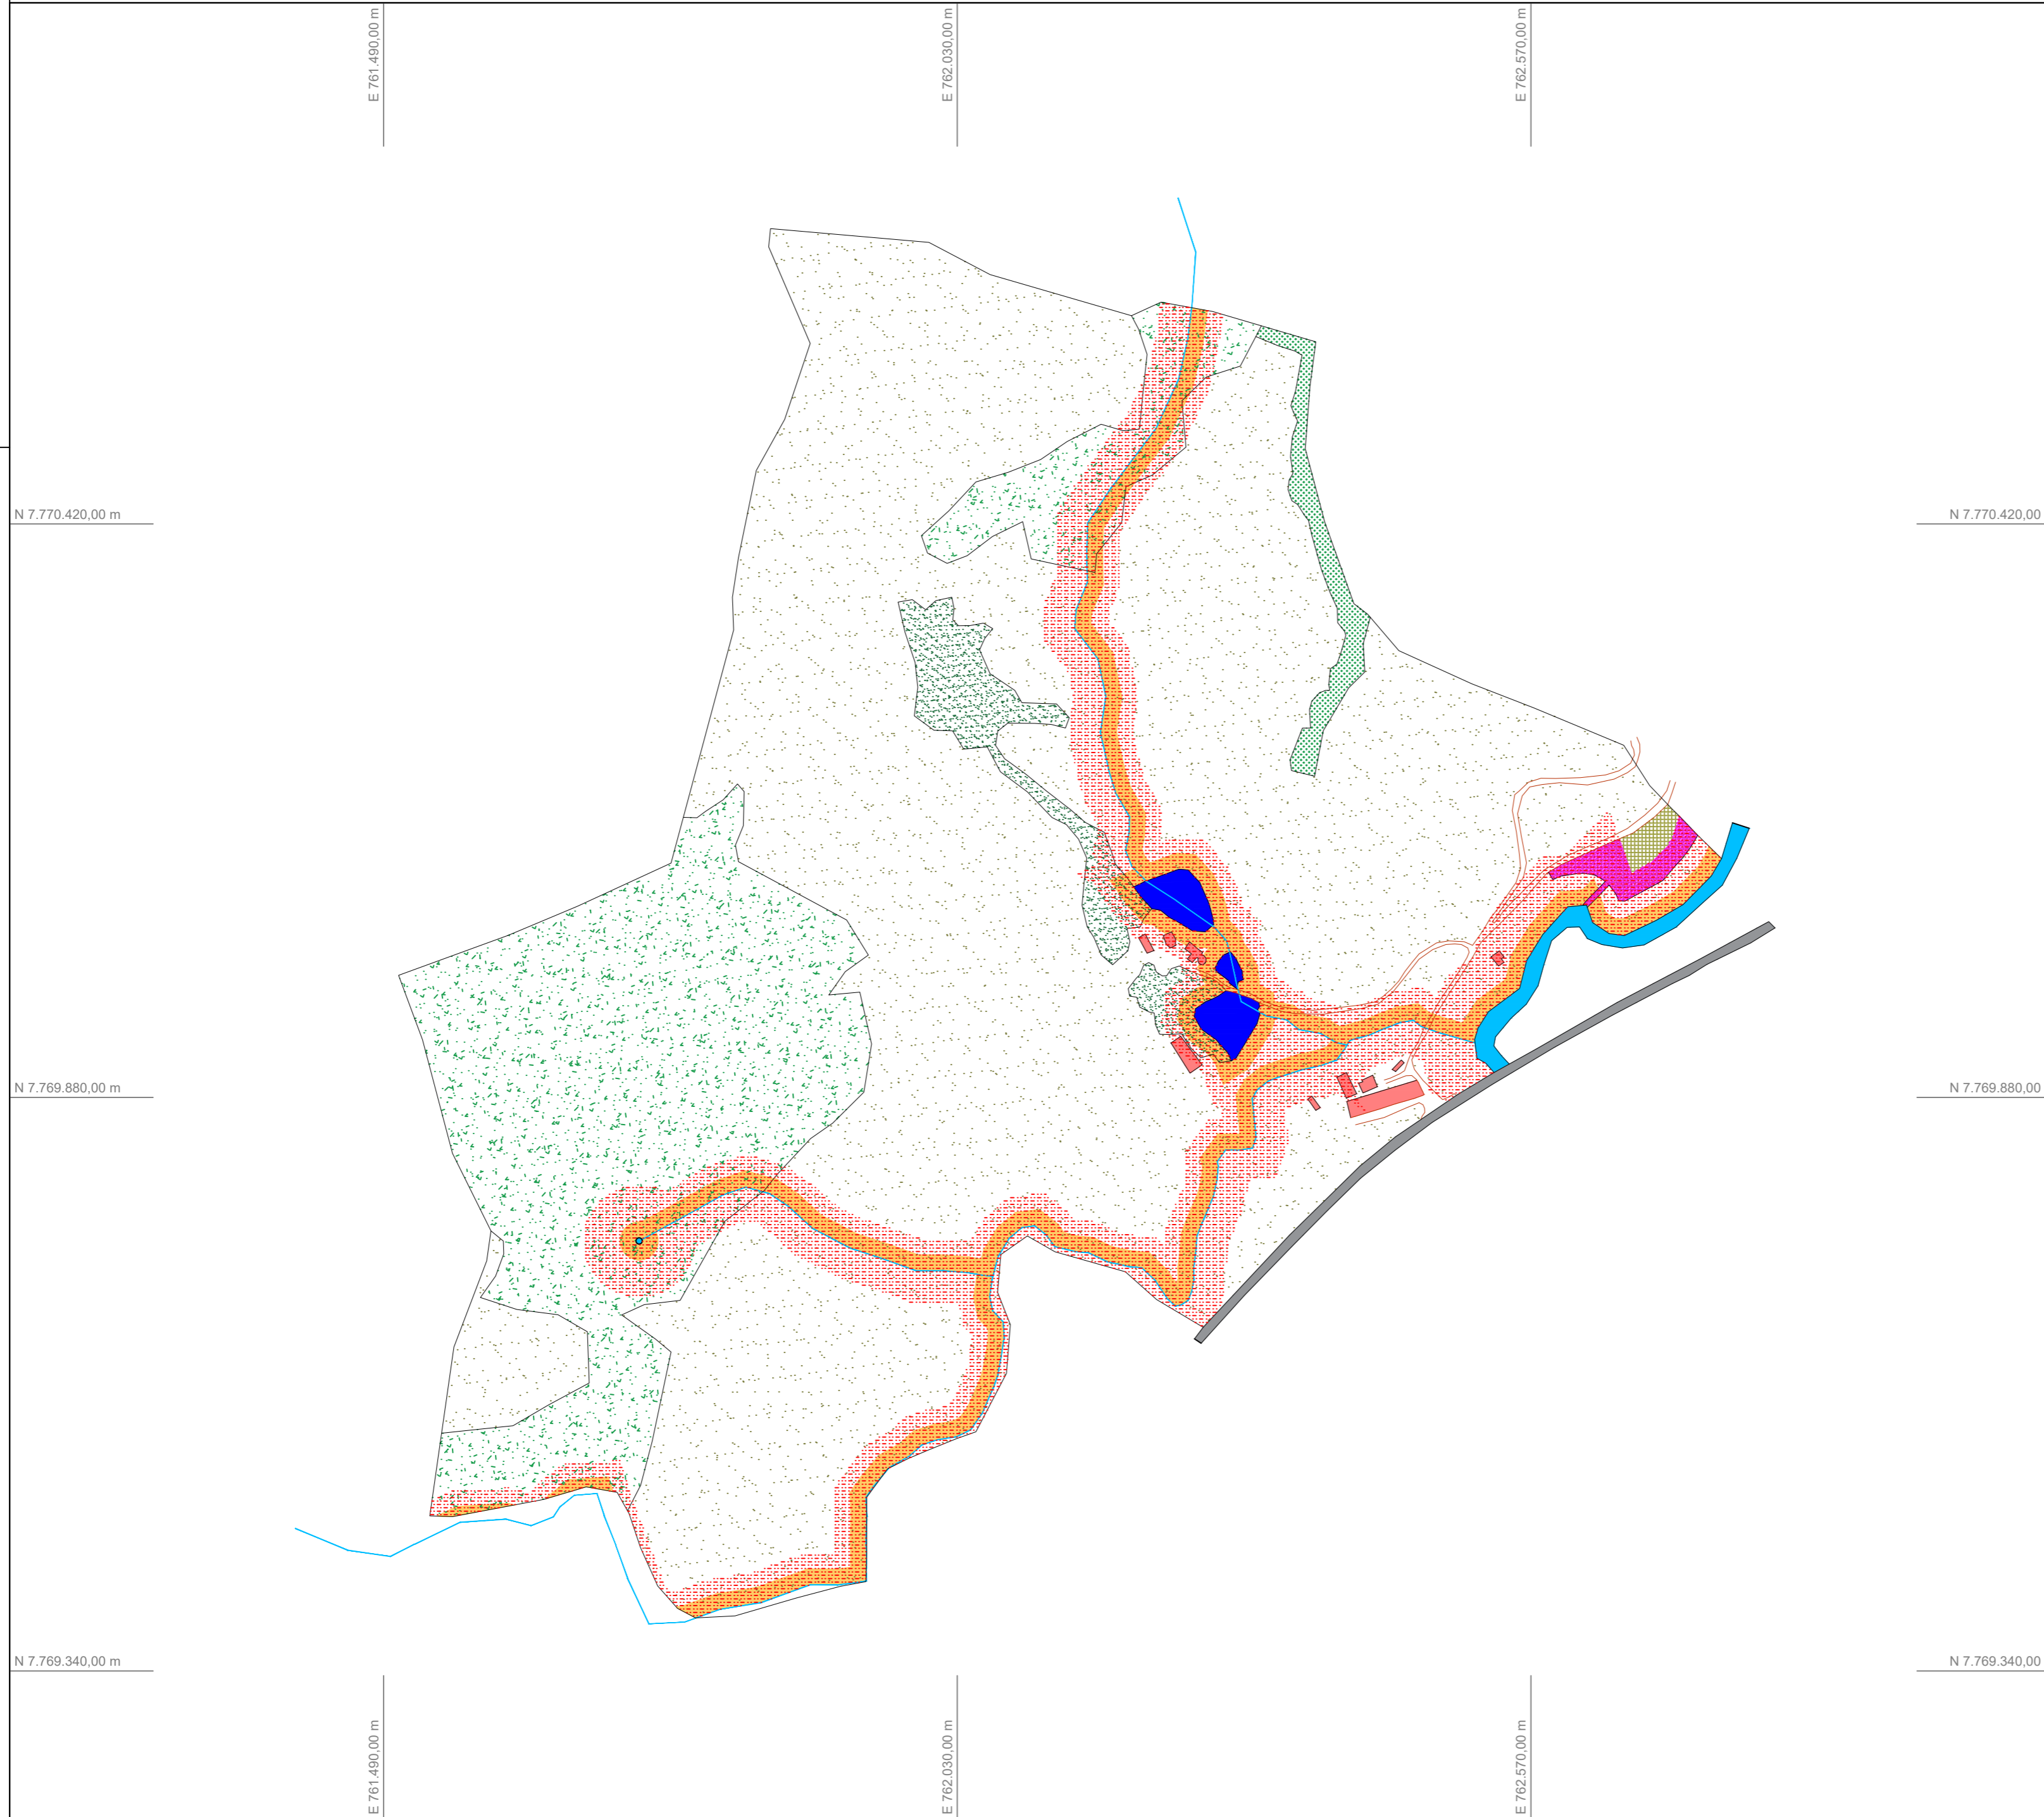 E 761.490,00 m
E 762.030,00 m
E 762.570,00 m
N 7.770.420,00 m
N 7.770.420,00
N 7.769.880,00 m
N 7.769.880,00
N 7.769.340,00 m
N 7.769.340,00
E 761.490,00 m
E 762.030,00 m
E 762.570,00 m